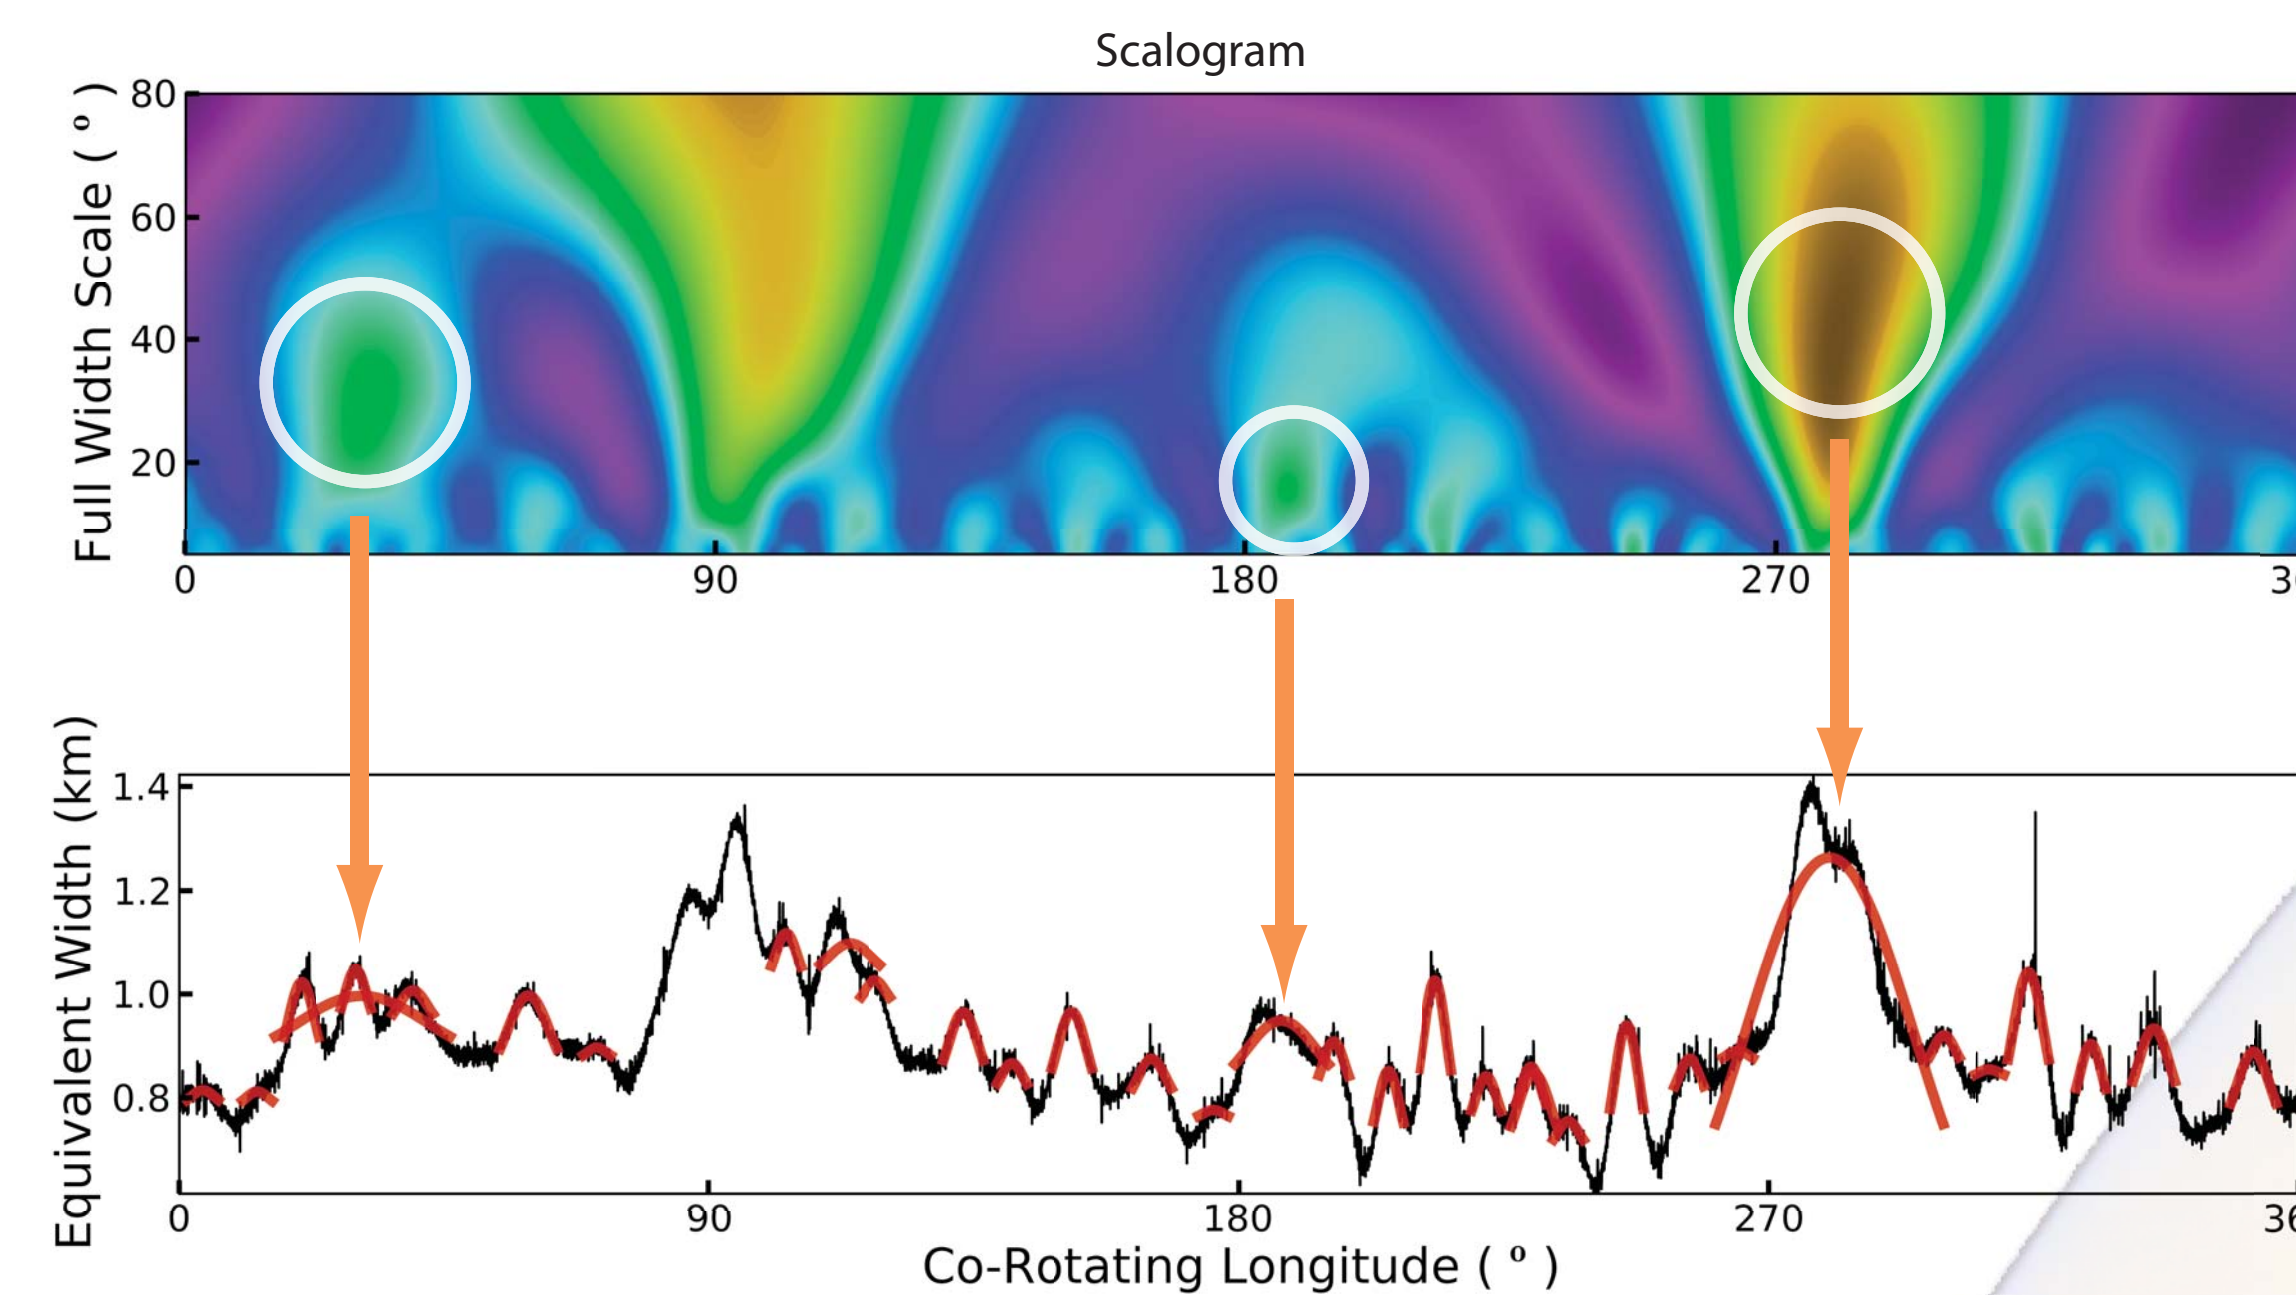 Scalogram
Full Width Scale ( º )
80
60
40
20
0 90 180 270
Equivalent Width (km)
1.4
1.2
1.0
0.8
0 90 180 270
Co-Rotating Longitude ( º )